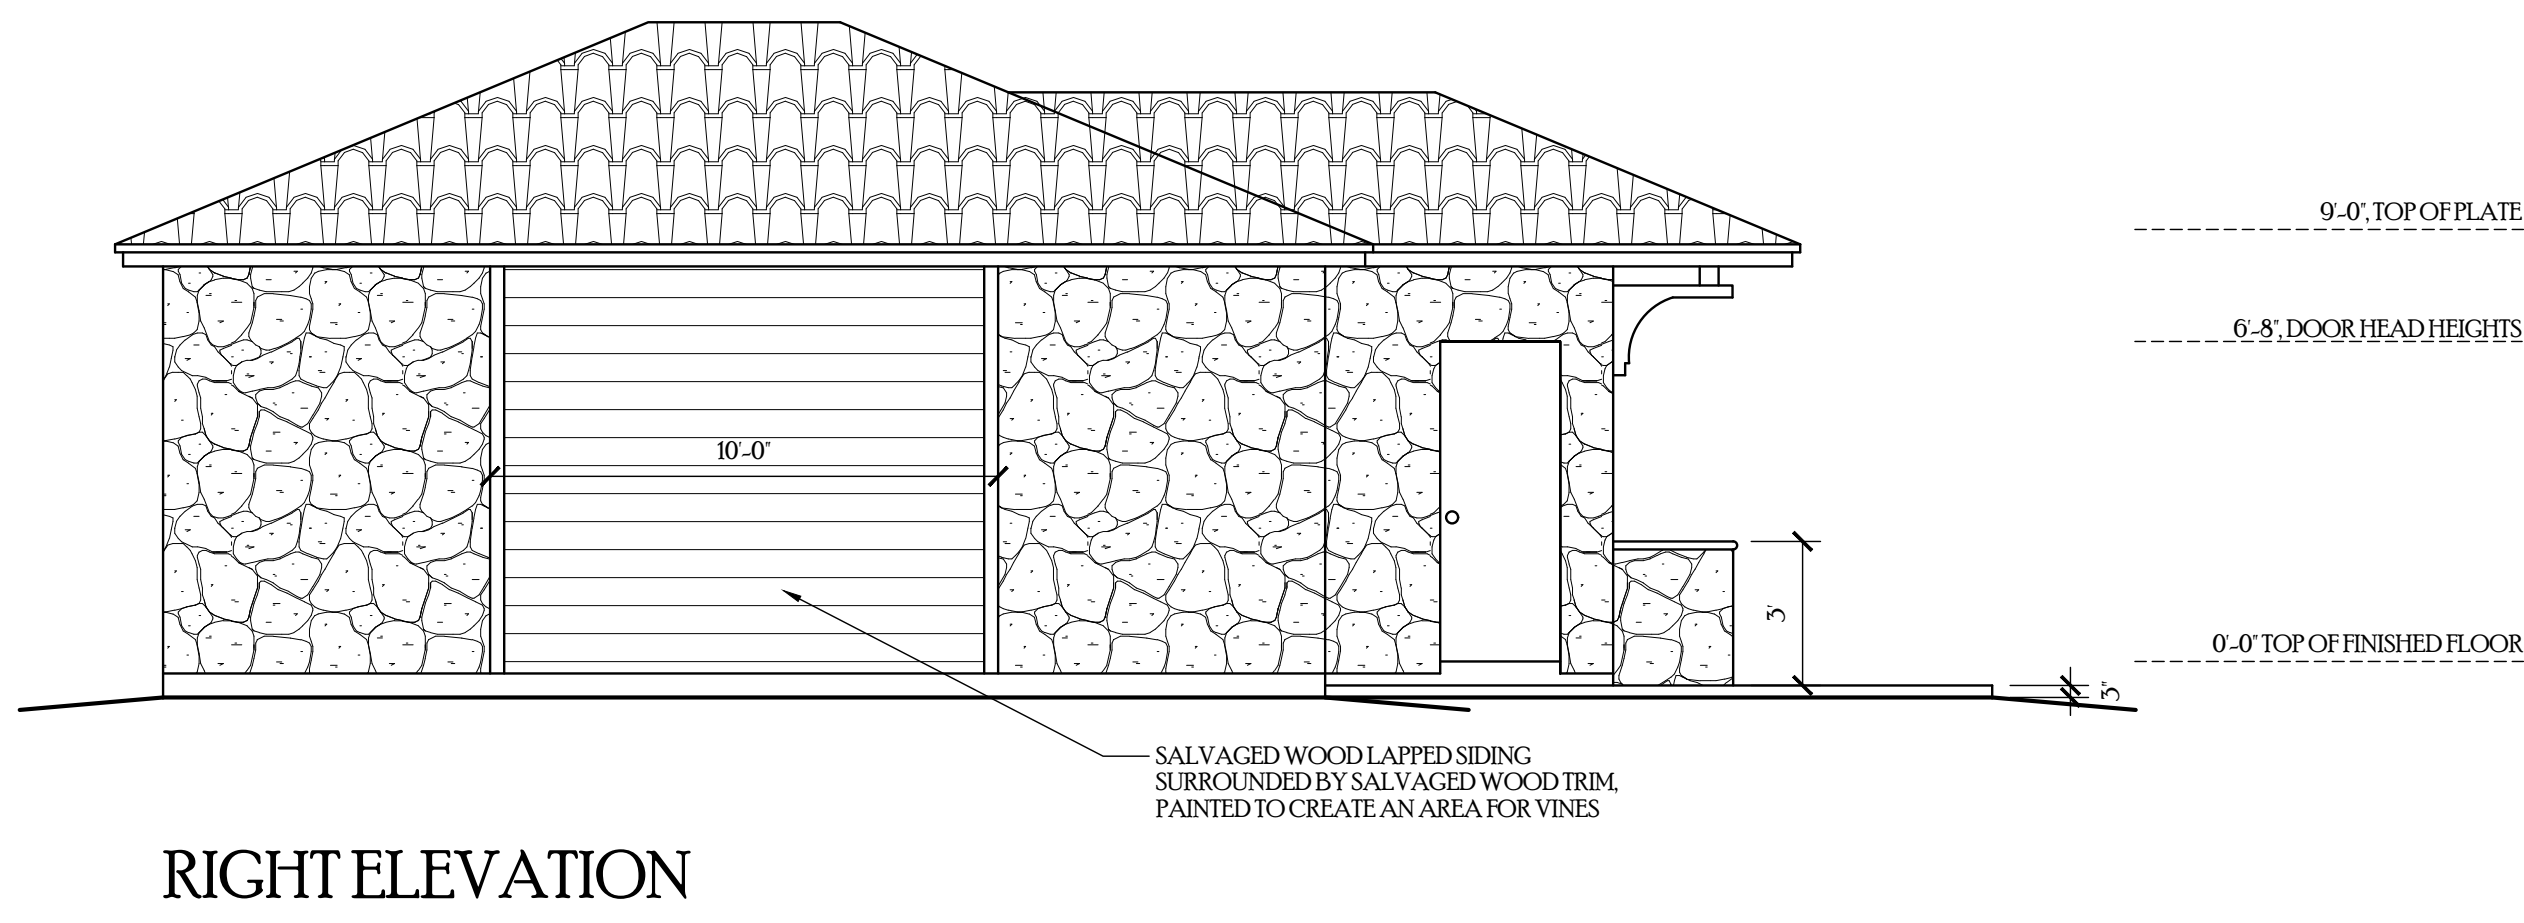 9'-0", TOP OF PLATE
6'-8", DOOR HEAD HEIGHTS
10'-0"
3'
0'-0" TOP OF FINISHED FLOOR
3"
SALVAGED WOOD LAPPED SIDING
SURROUNDED BY SALVAGED WOOD TRIM,
PAINTED TO CREATE AN AREA FOR VINES
RIGHT ELEVATION